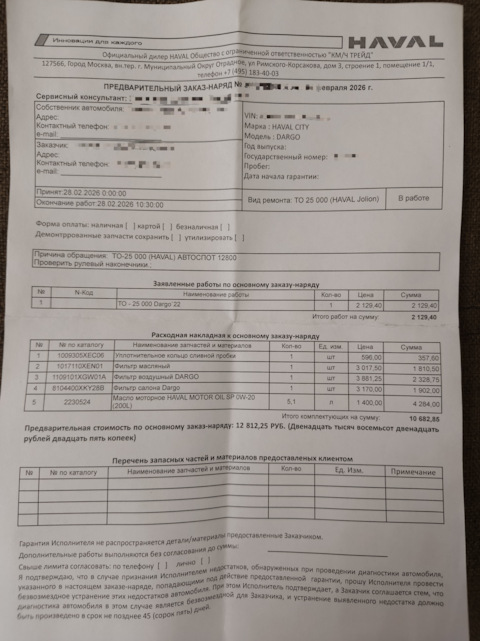 Инновации для каждого
HAVAL
Официальный дилер HAVAL Общество с ограниченной ответственностью "КМ/Ч ТРЕЙД"
127566, Город Москва, вн.тер. г. Муниципальный Округ Отрадное, ул Римского-Корсакова, дом 3, строение 1, помещение 1/1,
телефон +7 (495) 183-40-03
ПРЕДВАРИТЕЛЬНЫЙ ЗАКАЗ-НАРЯД № евраля 2026 г.
Сервисный консультант:
Собственник автомобиля:
Адрес:
Контактный телефон:
e-mail:
Заказчик:
Адрес:
Контактный телефон:
e-mail:
VIN:
Марка : HAVAL CITY
Модель : DARGO
Год выпуска:
Государственный номер:
Пробег:
Дата начала гарантии:
Принят:28.02.2026 0:00:00
Окончание работ:28.02.2026 10:30:00
Вид ремонта: ТО 25 000 (HAVAL Jolion)
В работе
Форма оплаты: наличная [ ] картой [ ] безналичная [ ]
Демонтрованные запчасти сохранить [ ] утилизировать [ ]
Причина обращения: ТО-25 000 (HAVAL) АВТОСПОТ 12800
Проверить рулевый наконечники :
Заявленные работы по основному заказу-наряду
№ N-Код Наименование работы Кол-во Цена Сумма
1 ТО - 25 000 Dargo'22 1 2 129,40 2 129,40
Итого работ на сумму: 2 129,40
Расходная накладная к основному заказу-наряду
№ № по каталогу Наименование запчастей и материалов Кол-во Ед. изм. Цена Сумма
1 1009305XEC06 Уплотнительное кольцо сливной пробки 1 шт 596,00 357,60
2 1017110XEN01 Фильтр масляный 1 шт 3 017,50 1 810,50
3 1109101XGW01A Фильтр воздушный DARGO 1 шт 3 881,25 2 328,75
4 8104400XKY28B Фильтр салона Dargo 1 шт 3 170,00 1 902,00
5 2230524 Масло моторное HAVAL MOTOR OIL SP 0W-20 (200L) 5,1 л 1 400,00 4 284,00
Итого комплектующих на сумму: 10 682,85
Предварительная стоимость по основному заказ-наряду: 12 812,25 РУБ. (Двенадцать тысяч восемьсот двенадцать
рублей двадцать пять копеек)
Перечень запасных частей и материалов предоставленых клиентом
№ № по каталогу Наименование запчастей и материалов Кол-во Ед. Изм. Примечание
Гарантия Исполнителя не распространяется детали/материалы предоставленные Заказчиком.
Дополнительные работы выполняются без согласования до суммы:
Свыше лимита согласовать: по телефону [ ] лично [ ]
Я подтверждаю, что в случае признания Исполнителем недостатков, обнаруженных при проведении диагностики автомобиля,
указанного в настоящем заказе-наряде, попадающими под действие предоставленной гарантии, прошу Исполнителя провести
безвозмездное устранение этих недостатков автомобиля. При этом Исполнитель подтверждает, а Заказчик соглашается с тем, что
диагностика автомобиля в этом случае является безвозмездной для Заказчика, и устранение выявленного недостатка должно
быть произведено в срок не позднее 45 (сорок пять) дней.